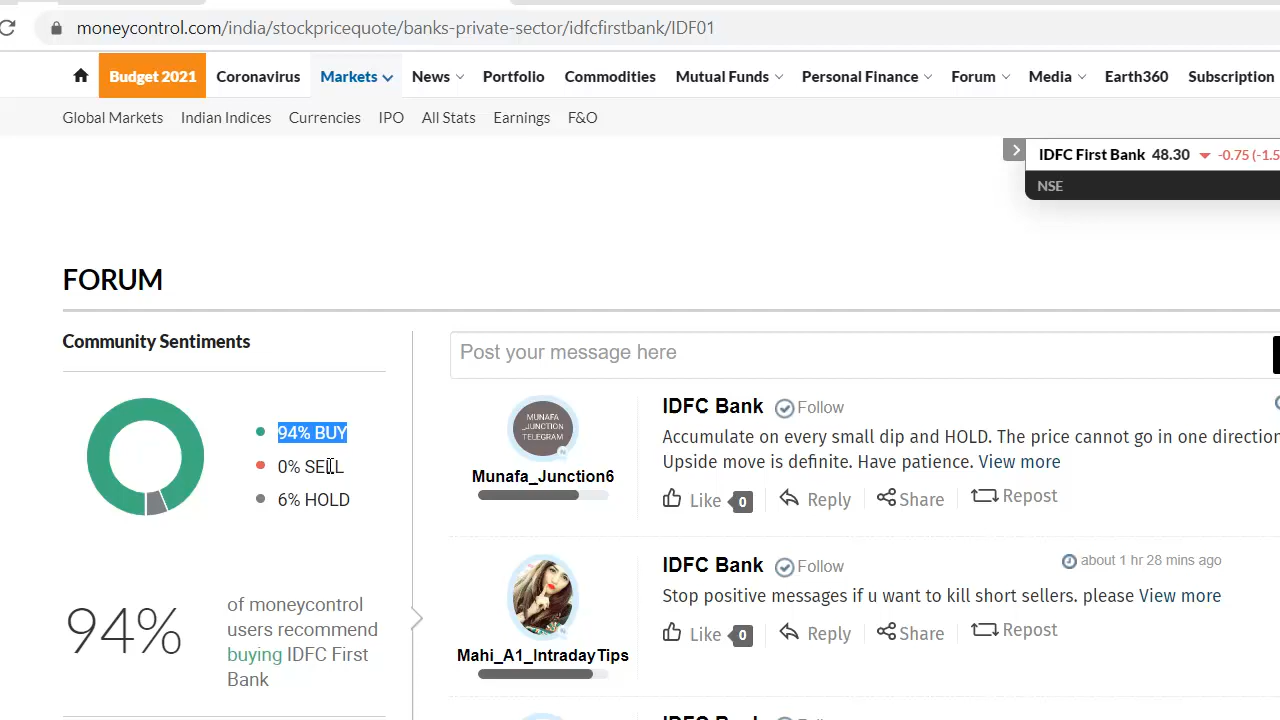 moneycontrol.com/india/stockpricequote/banks-private-sector/idfcfirstbank/IDF01
Budget 2021 Coronavirus Markets News Portfolio Commodities Mutual Funds Personal Finance Forum Media Earth360 Subscription
Global Markets Indian Indices Currencies IPO All Stats Earnings F&O
IDFC First Bank 48.30 -0.75 (-1.5
NSE
FORUM
Community Sentiments
94% BUY
0% SELL
6% HOLD
94%
of moneycontrol
users recommend
buying IDFC First
Bank
Post your message here
MUNAFA
JUNCTION
TELEGRAM
Munafa_Junction6
IDFC Bank Follow
Accumulate on every small dip and HOLD. The price cannot go in one direction
Upside move is definite. Have patience. View more
Like 0 Reply Share Repost
Mahi_A1_IntradayTips
IDFC Bank Follow about 1 hr 28 mins ago
Stop positive messages if u want to kill short sellers. please View more
Like 0 Reply Share Repost